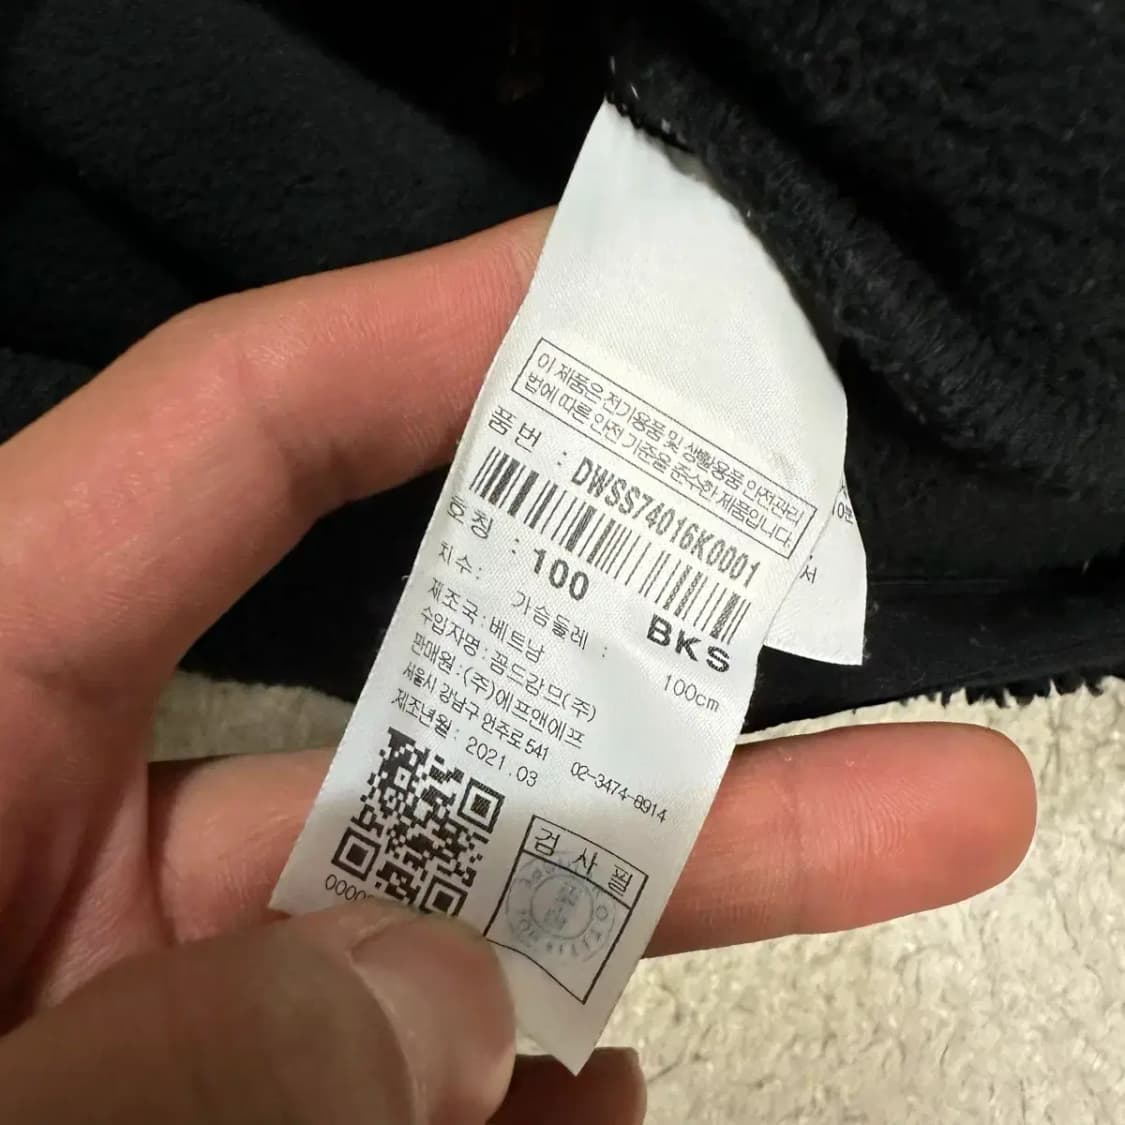 이 제품은 전기용품 및 생활용품 안전관리
법에 따른 안전 기준을 준수한 제품입니다.
품번 : DWSS74016K0001
호칭 : 100 BKS
치수 : 가슴둘레 : 100cm
제조국 : 베트남
수입자명 : 꼼드감므(주)
판매원 : (주)에프앤에프
서울시 강남구 언주로 541 02-3474-8914
제조년월 : 2021.03
검사필